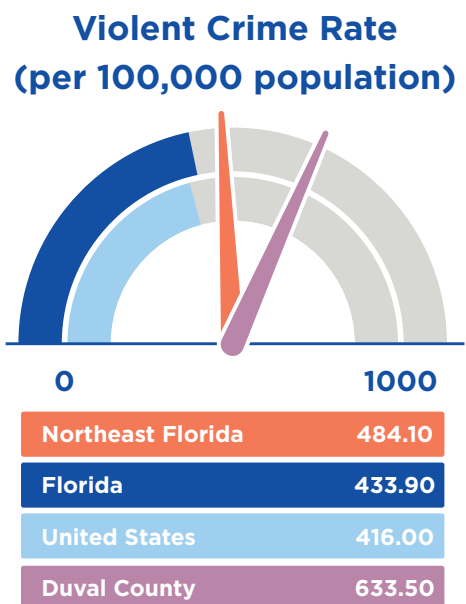 Violent Crime Rate
(per 100,000 population)
0 1000
Northeast Florida 484.10
Florida 433.90
United States 416.00
Duval County 633.50